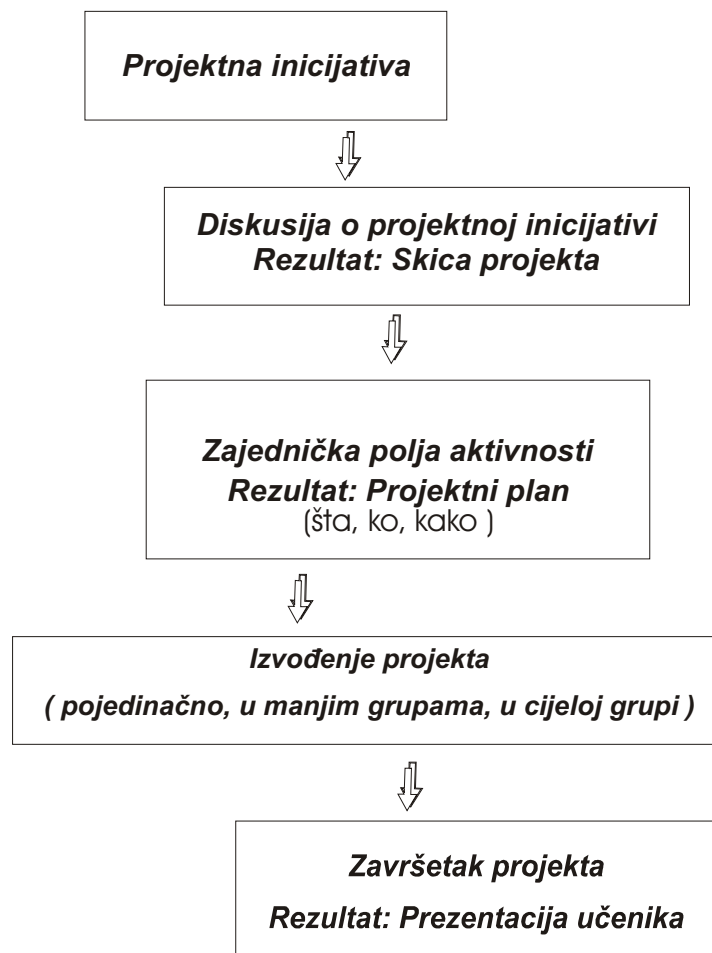 Projektna inicijativa
Diskusija o projektnoj inicijativi
Rezultat: Skica projekta
Zajednička polja aktivnosti
Rezultat: Projektni plan
(šta, ko, kako )
Izvođenje projekta
( pojedinačno, u manjim grupama, u cijeloj grupi )
Završetak projekta
Rezultat: Prezentacija učenika